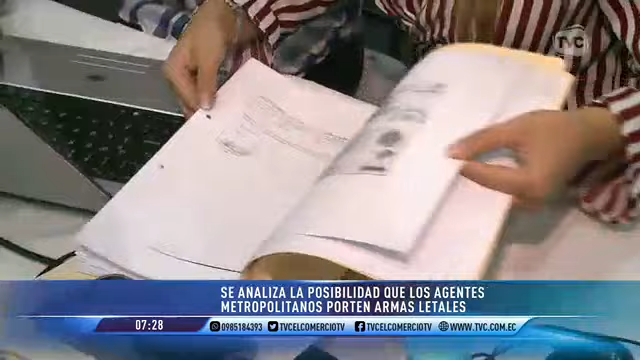 TVC
SE ANALIZA LA POSIBILIDAD QUE LOS AGENTES
METROPOLITANOS PORTEN ARMAS LETALES
07:28
0985184393
TVCELCOMERCIOTV
TVCELCOMERCIOTV
WWW.TVC.COM.EC